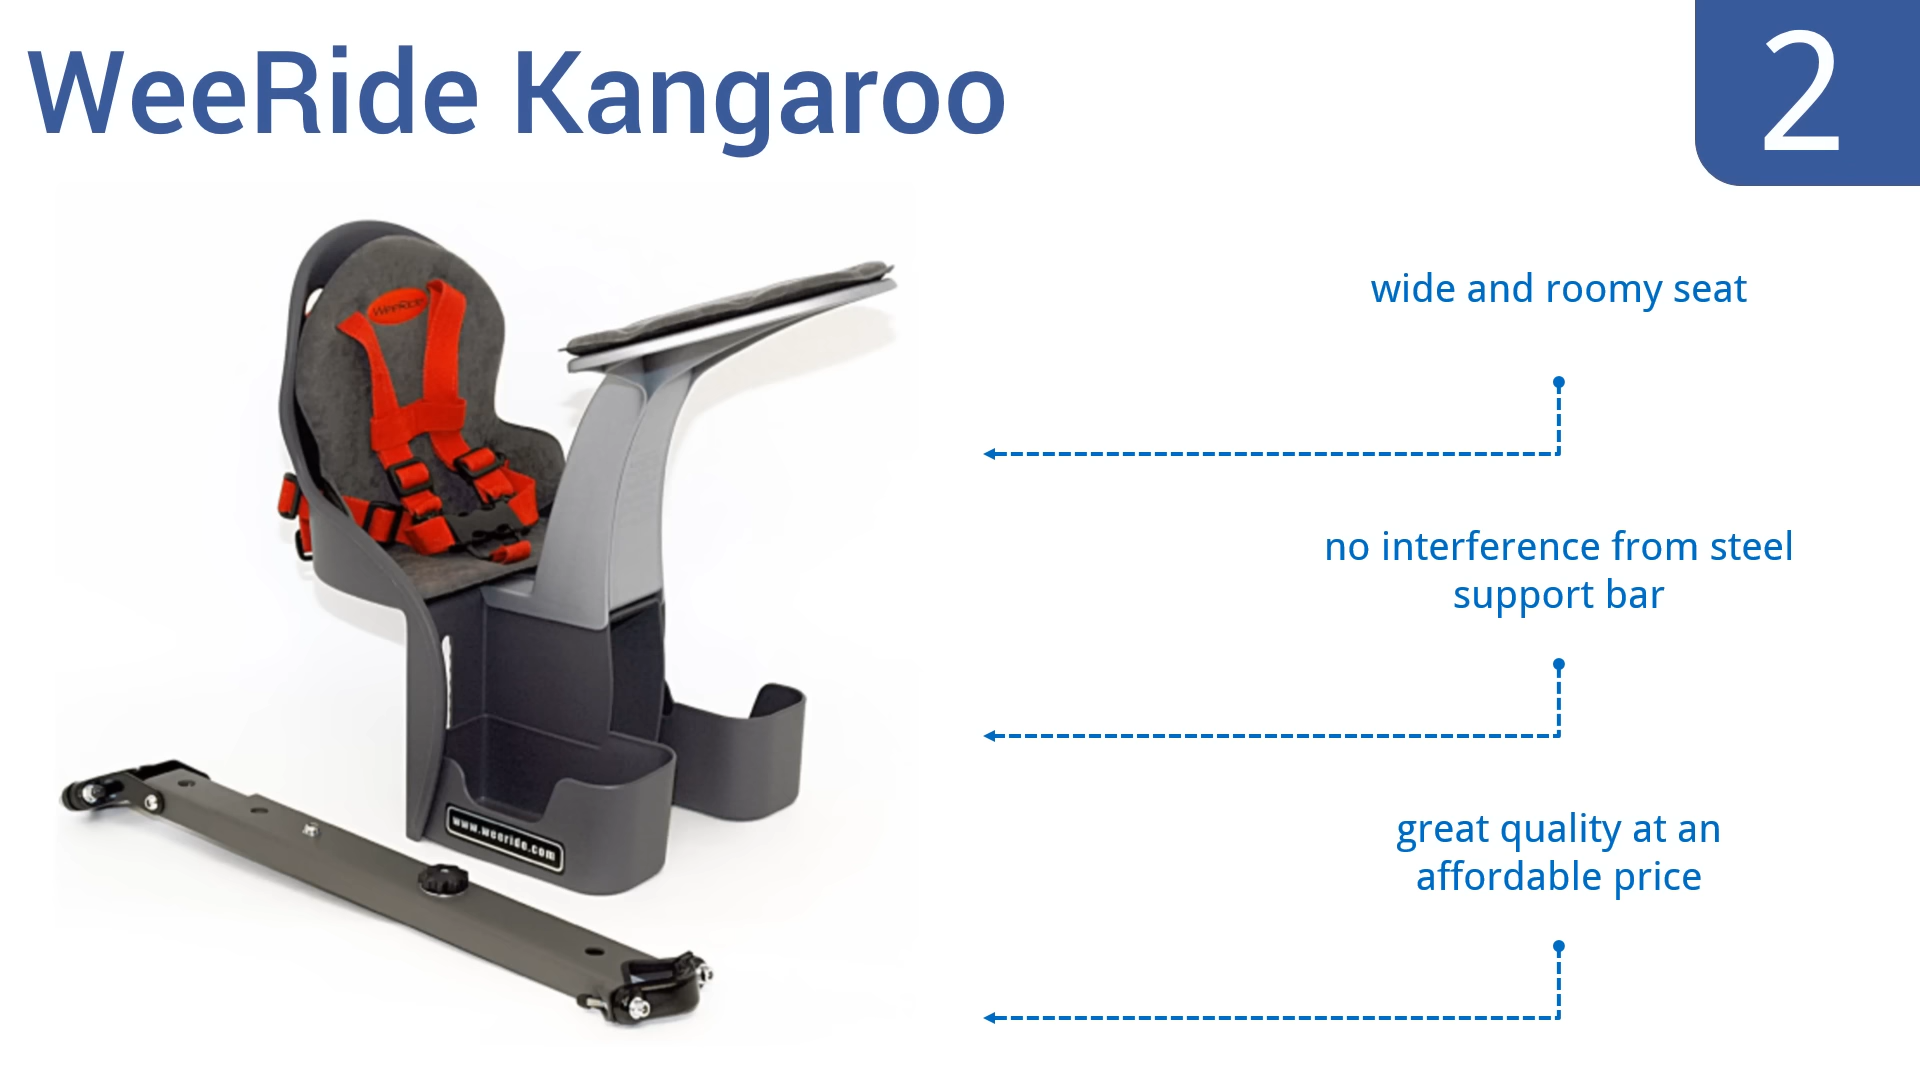 WeeRide Kangaroo
2
wide and roomy seat
WeeRide
no interference from steel
support bar
great quality at an
affordable price
www.weeride.com